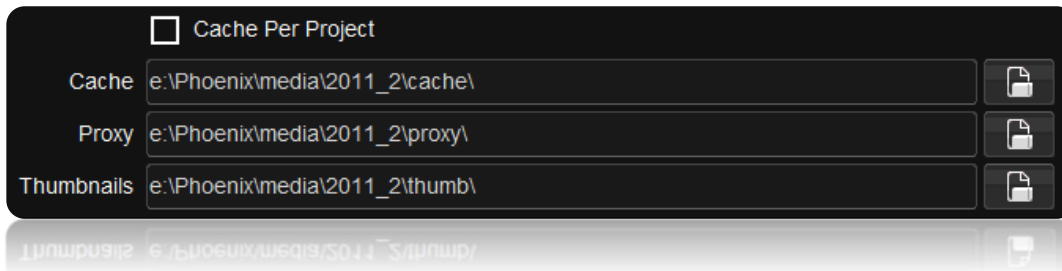 Cache Per Project
Cache e:\Phoenix\media\2011_2\cache\
Proxy e:\Phoenix\media\2011_2\proxy\
Thumbnails e:\Phoenix\media\2011_2\thumb\